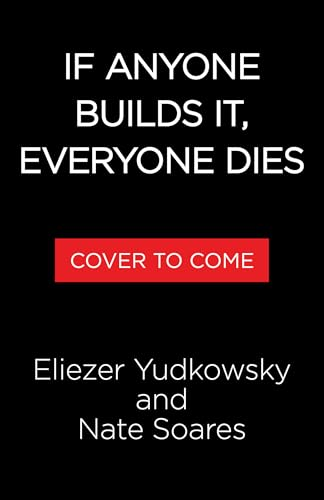 IF ANYONE
BUILDS IT,
EVERYONE DIES
COVER TO COME
Eliezer Yudkowsky
and
Nate Soares